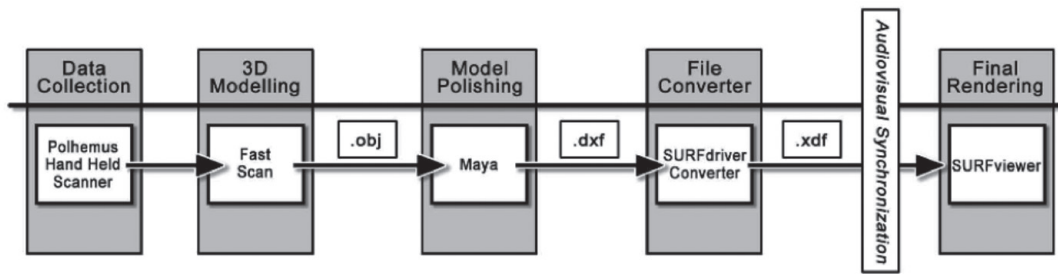 Data
Collection
3D
Modelling
Model
Polishing
File
Converter
Audiovisual Synchronization
Final
Rendering
Polhemus
Hand Held
Scanner
Fast
Scan
.obj
Maya
.dxf
SURFdriver
Converter
.xdf
SURFviewer